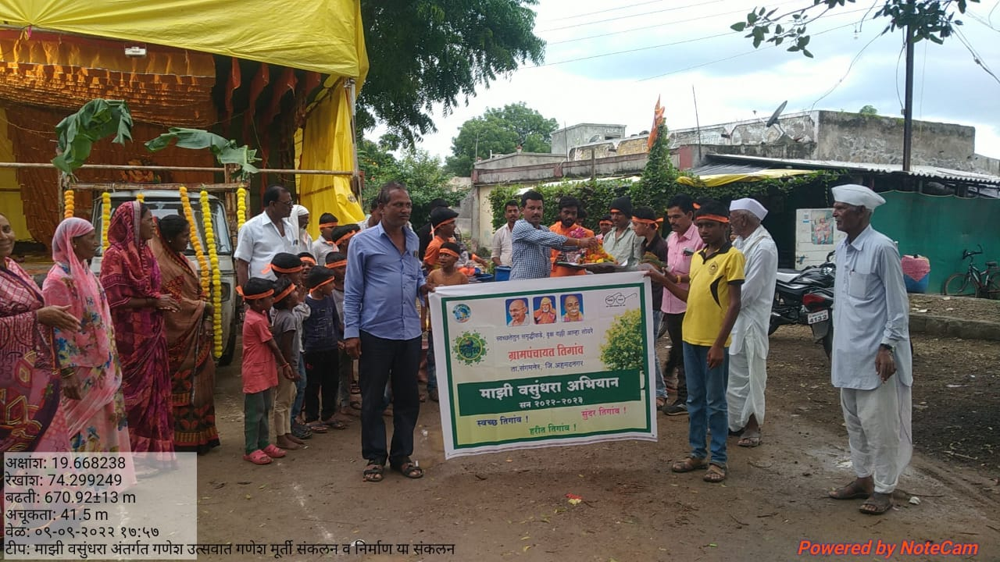 स्वच्छतेतुन समृद्धीकडे, वृक्ष वल्ली आम्हा सोयरे
ग्रामपंचायत तिगांव
ता.संगमनेर, जि.अहमदनगर
माझी वसुंधरा अभियान
सन २०२२-२०२३
स्वच्छ तिगांव !
सुंदर तिगांव !
हरीत तिगांव !
अक्षांश: 19.668238
रेखांश: 74.299249
बढती: 670.92±13 m
अचूकता: 41.5 m
वेळ: ०९-०९-२०२२ १७:५७
टीप: माझी वसुंधरा अंतर्गत गणेश उत्सवात गणेश मूर्ती संकलन व निर्माण या संकलन
Powered by NoteCam